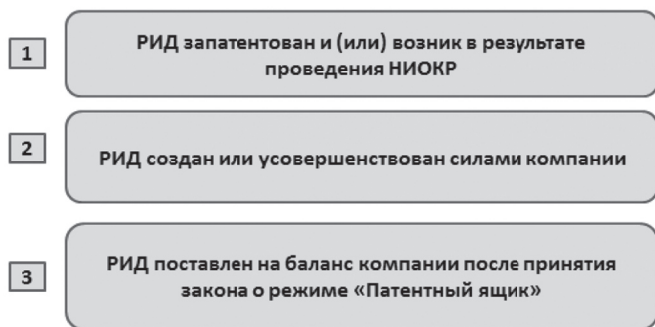 1
РИД запатентован и (или) возник в результате
проведения НИОКР
2
РИД создан или усовершенствован силами компании
3
РИД поставлен на баланс компании после принятия
закона о режиме «Патентный ящик»